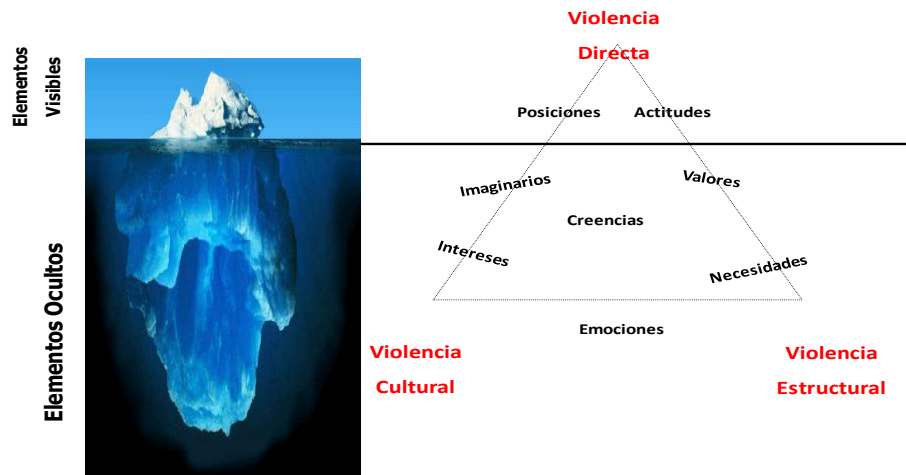 Elementos
Visibles
Elementos Ocultos
Violencia
Directa
Posiciones
Actitudes
Imaginarios
Valores
Creencias
Intereses
Necesidades
Emociones
Violencia
Cultural
Violencia
Estructural